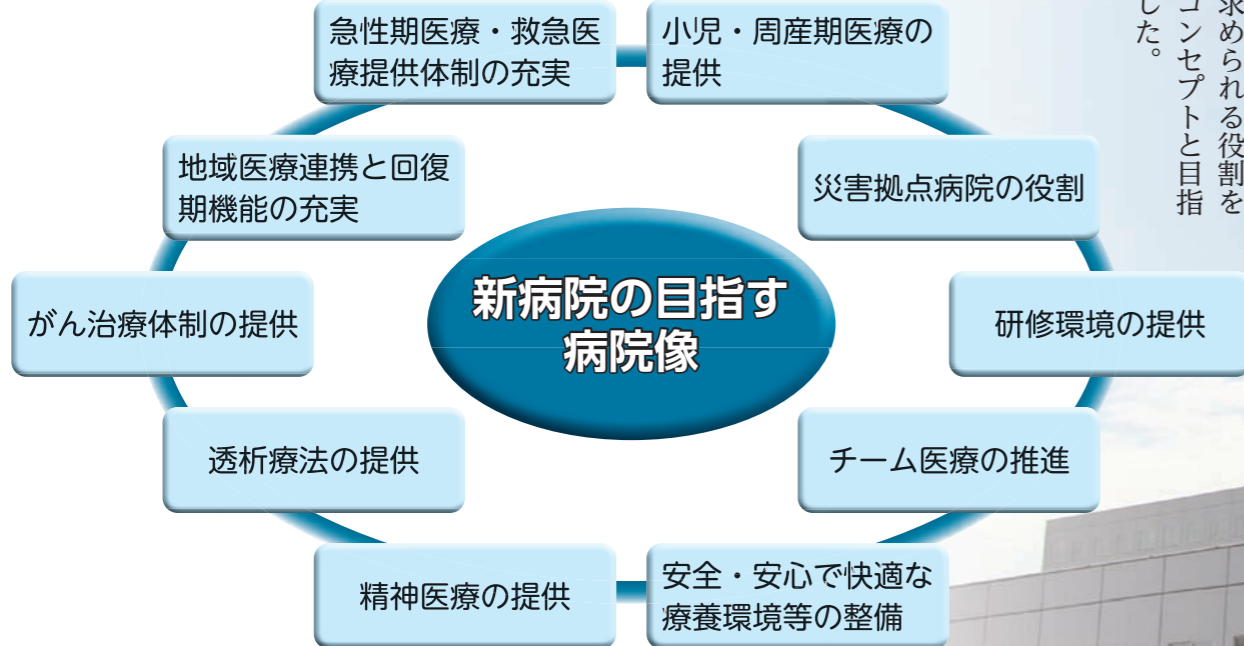 求められる役割を
コンセプトと目指
した。
急性期医療・救急医
療提供体制の充実
小児・周産期医療の
提供
地域医療連携と回復
期機能の充実
災害拠点病院の役割
新病院の目指す
病院像
がん治療体制の提供
研修環境の提供
透析療法の提供
チーム医療の推進
精神医療の提供
安全・安心で快適な
療養環境等の整備